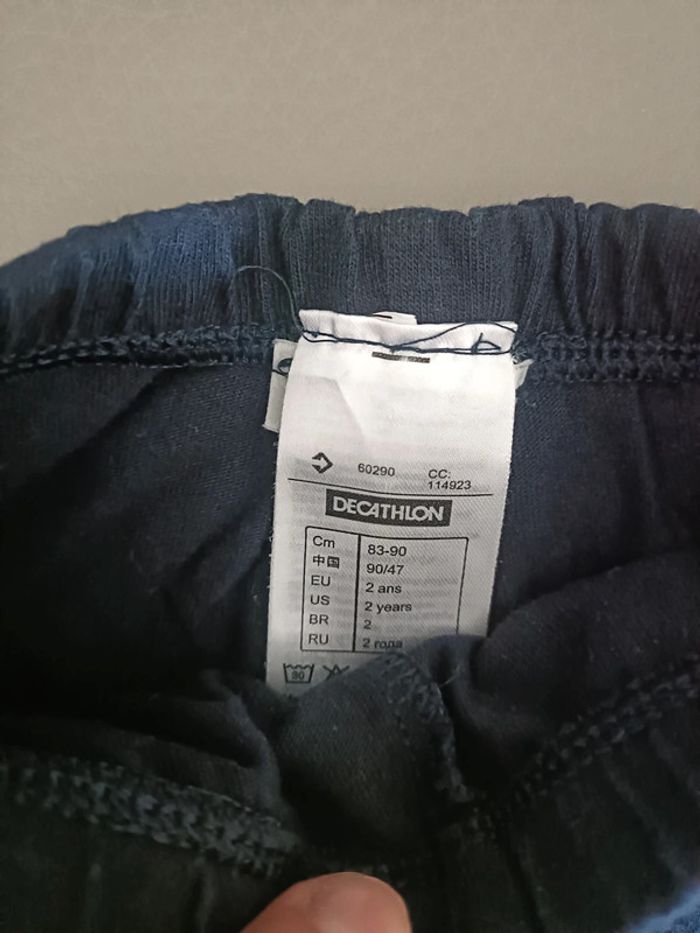 60290 CC:
114923
DECATHLON
Cm 83-90
中国 90/47
EU 2 ans
US 2 years
BR 2
RU 2 года
30